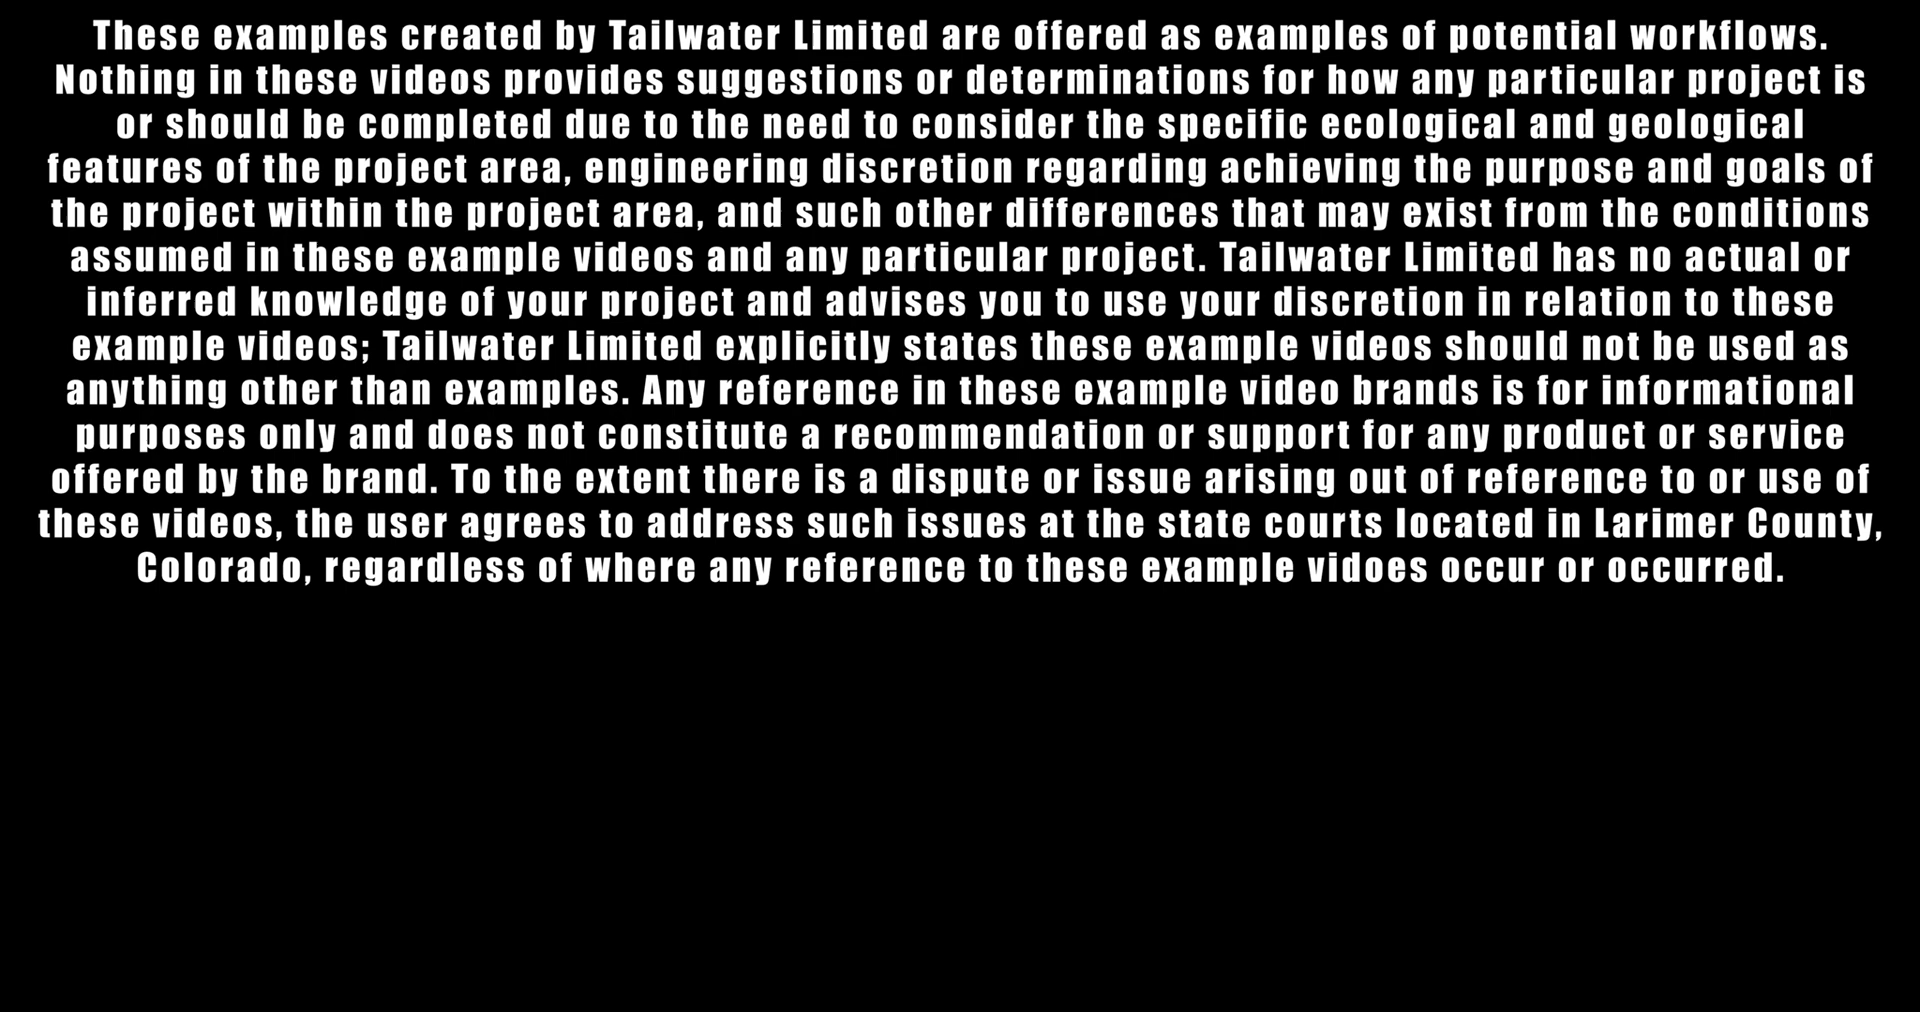 These examples created by Tailwater Limited are offered as examples of potential workflows.
Nothing in these videos provides suggestions or determinations for how any particular project is
or should be completed due to the need to consider the specific ecological and geological
features of the project area, engineering discretion regarding achieving the purpose and goals of
the project within the project area, and such other differences that may exist from the conditions
assumed in these example videos and any particular project. Tailwater Limited has no actual or
inferred knowledge of your project and advises you to use your discretion in relation to these
example videos; Tailwater Limited explicitly states these example videos should not be used as
anything other than examples. Any reference in these example video brands is for informational
purposes only and does not constitute a recommendation or support for any product or service
offered by the brand. To the extent there is a dispute or issue arising out of reference to or use of
these videos, the user agrees to address such issues at the state courts located in Larimer County,
Colorado, regardless of where any reference to these example vidoes occur or occurred.